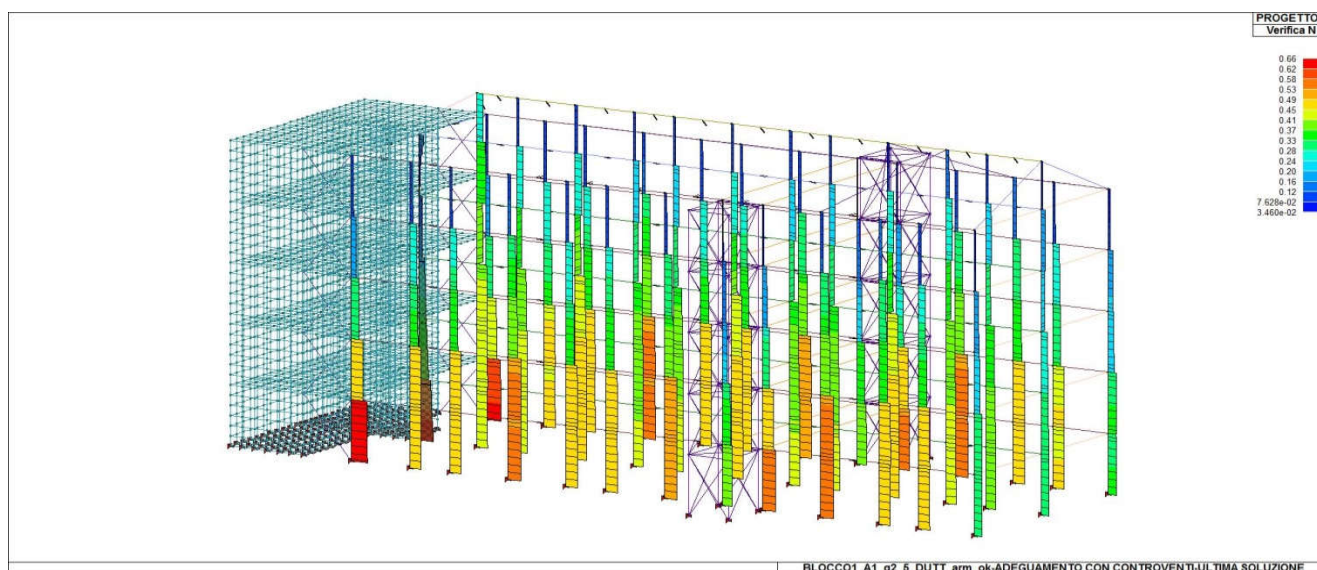 PROGETTO
Verifica N
0.66
0.62
0.58
0.53
0.49
0.45
0.41
0.37
0.33
0.28
0.24
0.20
0.16
0.12
7.628e-02
3.460e-02
BLOCCO1_A1_q2_5_DUTT_arm_ok-ADEGUAMENTO CON CONTROVENTI-ULTIMA SOLUZIONE